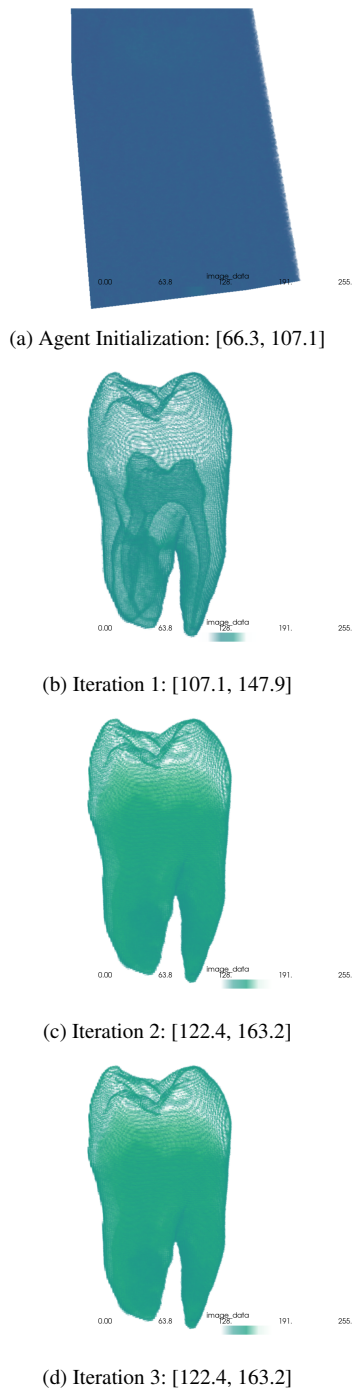 image_data
0.00 63.8 128. 191. 255.
(a) Agent Initialization: [66.3, 107.1]
image_data
0.00 63.8 128. 191. 255.
(b) Iteration 1: [107.1, 147.9]
image_data
0.00 63.8 128. 191. 255.
(c) Iteration 2: [122.4, 163.2]
image_data
0.00 63.8 128. 191. 255.
(d) Iteration 3: [122.4, 163.2]